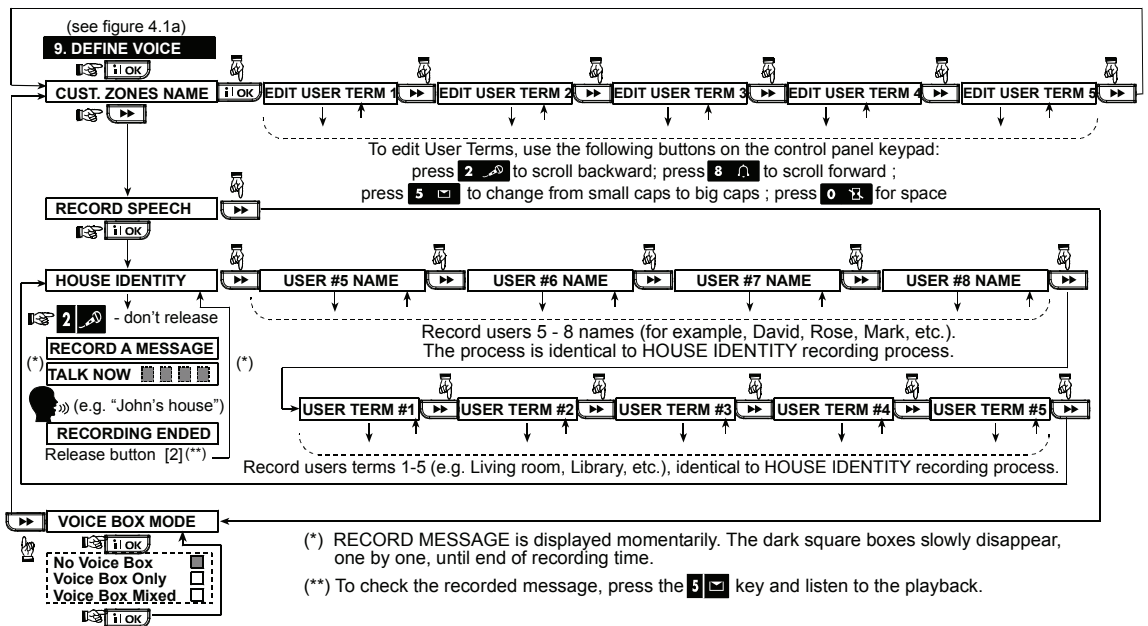 (see figure 4.1a)
9. DEFINE VOICE
i OK
CUST. ZONES NAME i OK EDIT USER TERM 1 EDIT USER TERM 2 EDIT USER TERM 3 EDIT USER TERM 4 EDIT USER TERM 5
To edit User Terms, use the following buttons on the control panel keypad:
press 2 to scroll backward; press 8 to scroll forward ;
press 5 to change from small caps to big caps ; press 0 for space
RECORD SPEECH
i OK
HOUSE IDENTITY USER #5 NAME USER #6 NAME USER #7 NAME USER #8 NAME
2 - don't release
Record users 5 - 8 names (for example, David, Rose, Mark, etc.).
The process is identical to HOUSE IDENTITY recording process.
RECORD A MESSAGE
(*) (*)
TALK NOW
(e.g. “John's house”)
USER TERM #1 USER TERM #2 USER TERM #3 USER TERM #4 USER TERM #5
RECORDING ENDED
Release button [2] (**)
Record users terms 1-5 (e.g. Living room, Library, etc.), identical to HOUSE IDENTITY recording process.
VOICE BOX MODE
i OK
No Voice Box
Voice Box Only
Voice Box Mixed
i OK
(*) RECORD MESSAGE is displayed momentarily. The dark square boxes slowly disappear,
one by one, until end of recording time.
(**) To check the recorded message, press the 5 key and listen to the playback.